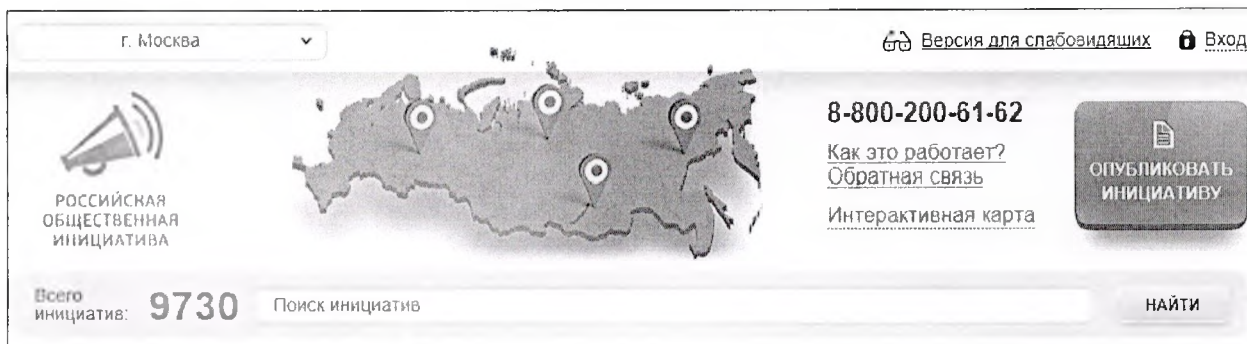 г. Москва
Версия для слабовидящих
Вход
РОССИЙСКАЯ
ОБЩЕСТВЕННАЯ
ИНИЦИАТИВА
8-800-200-61-62
Как это работает?
Обратная связь
Интерактивная карта
ОПУБЛИКОВАТЬ
ИНИЦИАТИВУ
Всего
инициатив: 9730
Поиск инициатив
НАЙТИ